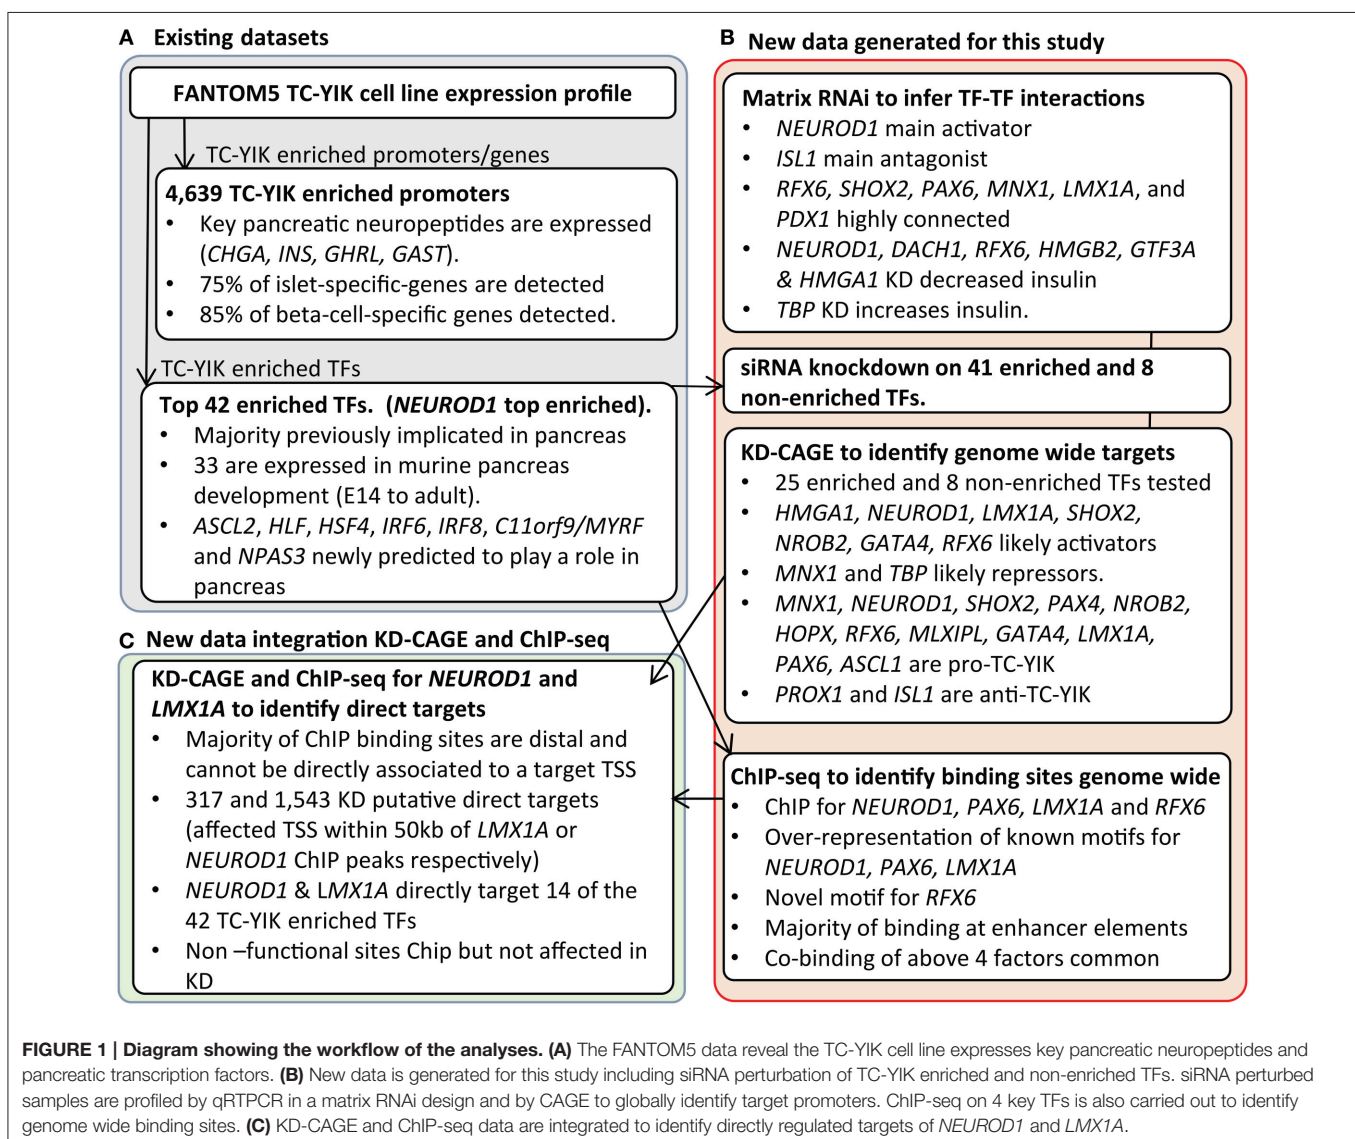 A Existing datasets
FANTOM5 TC-YIK cell line expression profile
TC-YIK enriched promoters/genes
4,639 TC-YIK enriched promoters
• Key pancreatic neuropeptides are expressed
(CHGA, INS, GHRL, GAST).
• 75% of islet-specific-genes are detected
• 85% of beta-cell-specific genes detected.
TC-YIK enriched TFs
Top 42 enriched TFs. (NEUROD1 top enriched).
• Majority previously implicated in pancreas
• 33 are expressed in murine pancreas
development (E14 to adult).
• ASCL2, HLF, HSF4, IRF6, IRF8, C11orf9/MYRF
and NPAS3 newly predicted to play a role in
pancreas
B New data generated for this study
Matrix RNAi to infer TF-TF interactions
• NEUROD1 main activator
• ISL1 main antagonist
• RFX6, SHOX2, PAX6, MNX1, LMX1A, and
PDX1 highly connected
• NEUROD1, DACH1, RFX6, HMGB2, GTF3A
& HMGA1 KD decreased insulin
• TBP KD increases insulin.
siRNA knockdown on 41 enriched and 8
non-enriched TFs.
KD-CAGE to identify genome wide targets
• 25 enriched and 8 non-enriched TFs tested
• HMGA1, NEUROD1, LMX1A, SHOX2,
NROB2, GATA4, RFX6 likely activators
• MNX1 and TBP likely repressors.
• MNX1, NEUROD1, SHOX2, PAX4, NROB2,
HOPX, RFX6, MLXIPL, GATA4, LMX1A,
PAX6, ASCL1 are pro-TC-YIK
• PROX1 and ISL1 are anti-TC-YIK
ChIP-seq to identify binding sites genome wide
• ChIP for NEUROD1, PAX6, LMX1A and RFX6
• Over-representation of known motifs for
NEUROD1, PAX6, LMX1A
• Novel motif for RFX6
• Majority of binding at enhancer elements
• Co-binding of above 4 factors common
C New data integration KD-CAGE and ChIP-seq
KD-CAGE and ChIP-seq for NEUROD1 and
LMX1A to identify direct targets
• Majority of ChIP binding sites are distal and
cannot be directly associated to a target TSS
• 317 and 1,543 KD putative direct targets
(affected TSS within 50kb of LMX1A or
NEUROD1 ChIP peaks respectively)
• NEUROD1 & LMX1A directly target 14 of the
42 TC-YIK enriched TFs
• Non –functional sites Chip but not affected in
KD
FIGURE 1 | Diagram showing the workflow of the analyses. (A) The FANTOM5 data reveal the TC-YIK cell line expresses key pancreatic neuropeptides and
pancreatic transcription factors. (B) New data is generated for this study including siRNA perturbation of TC-YIK enriched and non-enriched TFs. siRNA perturbed
samples are profiled by qRTPCR in a matrix RNAi design and by CAGE to globally identify target promoters. ChIP-seq on 4 key TFs is also carried out to identify
genome wide binding sites. (C) KD-CAGE and ChIP-seq data are integrated to identify directly regulated targets of NEUROD1 and LMX1A.